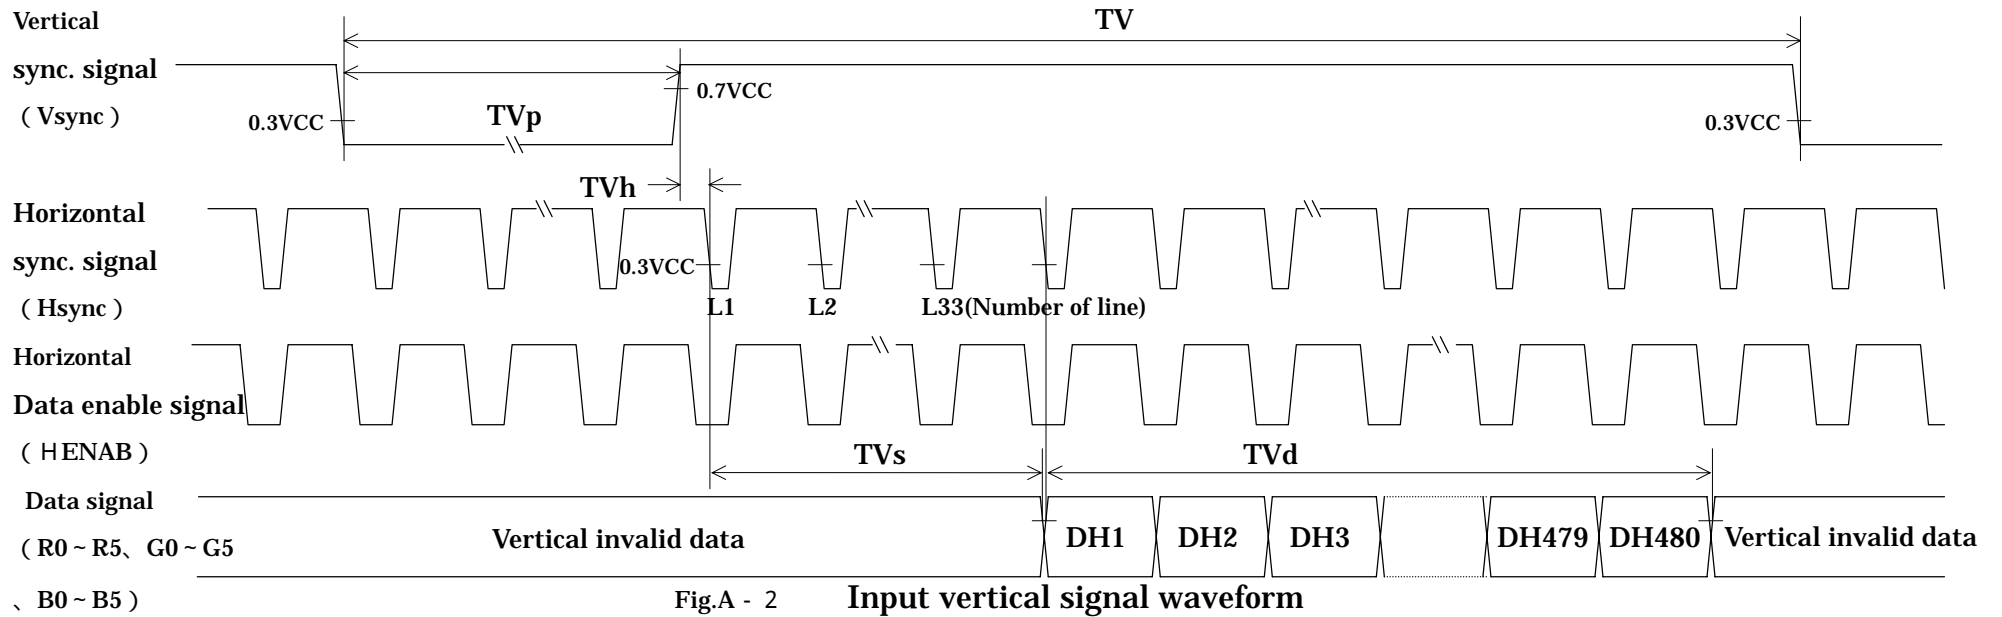 Vertical
TV
sync. signal
0.7VCC
（Vsync）
0.3VCC
TVp
0.3VCC
TVh
Horizontal
sync. signal
0.3VCC
（Hsync）
L1
L2
L33(Number of line)
Horizontal
Data enable signal
（HENAB）
TVs
TVd
Data signal
（R0~R5、G0~G5
Vertical invalid data
DH1
DH2
DH3
DH479
DH480
Vertical invalid data
、B0~B5）
Fig.A - 2 Input vertical signal waveform